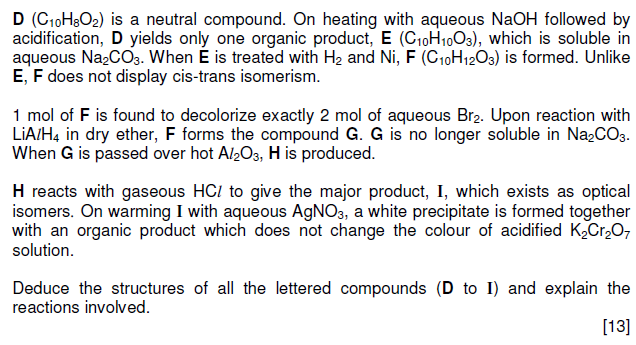 D (C₁₀H₈O₂) is a neutral compound. On heating with aqueous NaOH followed by
acidification, D yields only one organic product, E (C₁₀H₁₀O₃), which is soluble in
aqueous Na₂CO₃. When E is treated with H₂ and Ni, F (C₁₀H₁₂O₃) is formed. Unlike
E, F does not display cis-trans isomerism.
1 mol of F is found to decolorize exactly 2 mol of aqueous Br₂. Upon reaction with
LiAlH₄ in dry ether, F forms the compound G. G is no longer soluble in Na₂CO₃.
When G is passed over hot Al₂O₃, H is produced.
H reacts with gaseous HCl to give the major product, I, which exists as optical
isomers. On warming I with aqueous AgNO₃, a white precipitate is formed together
with an organic product which does not change the colour of acidified K₂Cr₂O₇
solution.
Deduce the structures of all the lettered compounds (D to I) and explain the
reactions involved.
[13]